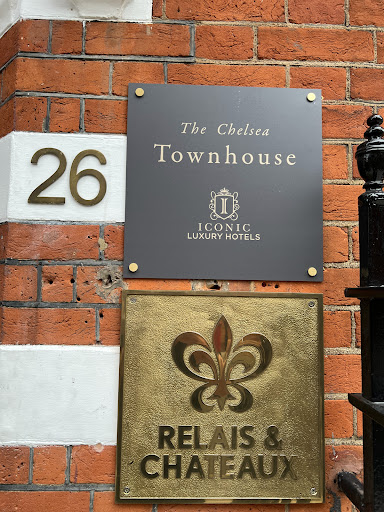 26
The Chelsea
Townhouse
I
ICONIC
LUXURY HOTELS
RELAIS &
CHATEAUX